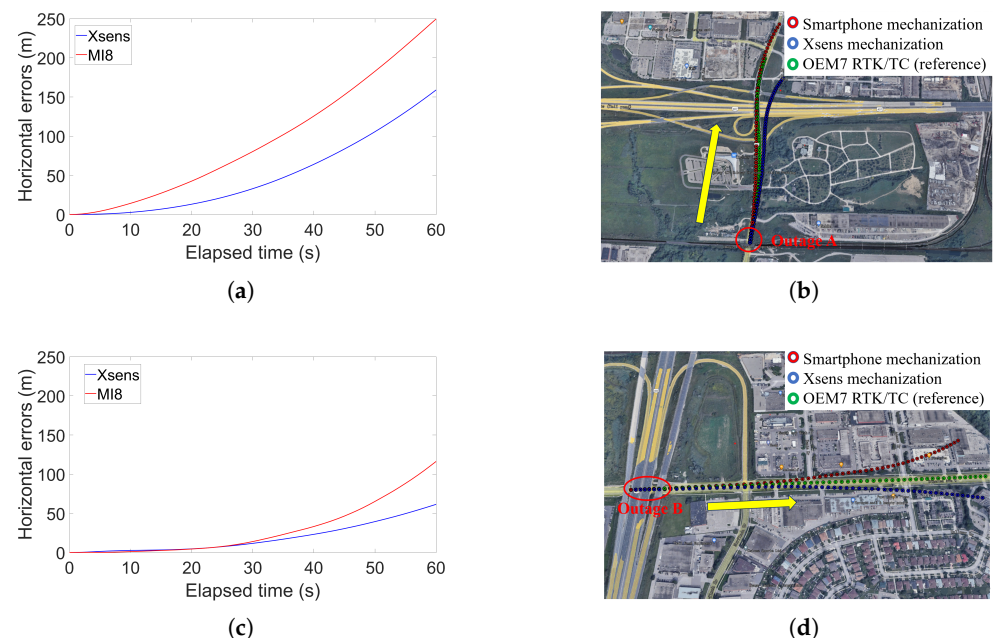 250
200
150
100
50
0
Horizontal errors (m)
Xsens
MI8
0 10 20 30 40 50 60
Elapsed time (s)
(a)
Smartphone mechanization
Xsens mechanization
OEM7 RTK/TC (reference)
Outage A
(b)
250
200
150
100
50
0
Horizontal errors (m)
Xsens
MI8
0 10 20 30 40 50 60
Elapsed time (s)
(c)
Smartphone mechanization
Xsens mechanization
OEM7 RTK/TC (reference)
Outage B
(d)